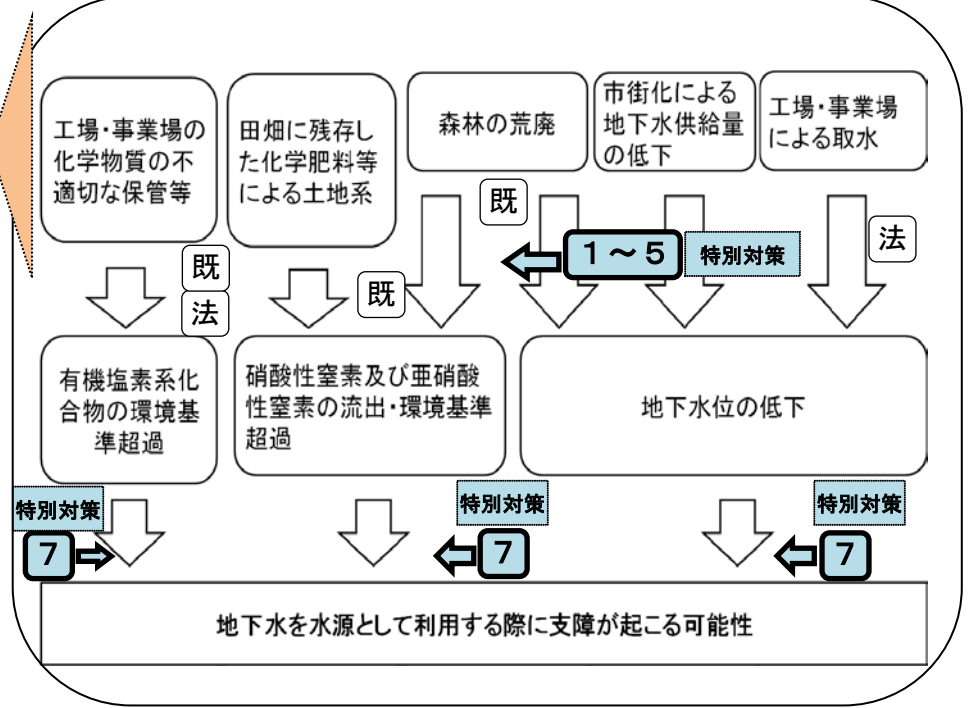 工場・事業場の
化学物質の不
適切な保管等
田畑に残存し
た化学肥料等
による土地系
森林の荒廃
市街化による
地下水供給量
の低下
工場・事業場
による取水
既
法
既
既
1～5
特別対策
法
有機塩素系化
合物の環境基
準超過
硝酸性窒素及び亜硝酸
性窒素の流出・環境基準
超過
地下水位の低下
特別対策
7
特別対策
7
特別対策
7
地下水を水源として利用する際に支障が起こる可能性